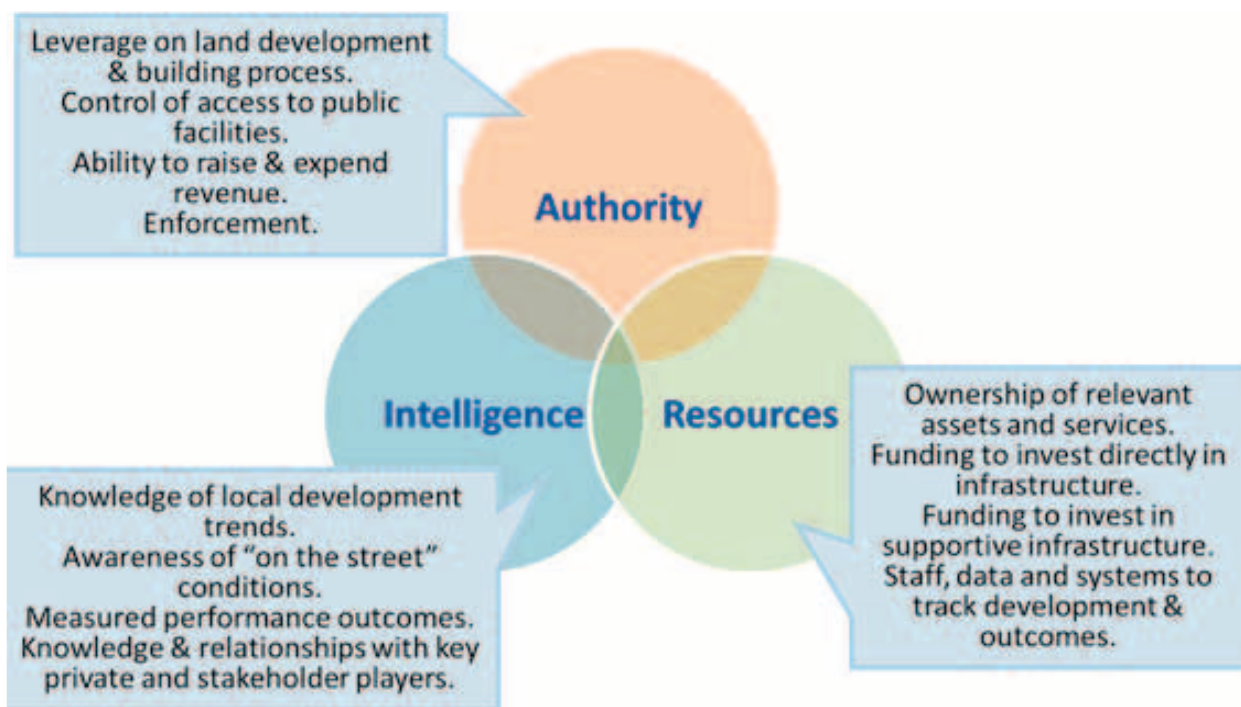 Leverage on land development
& building process.
Control of access to public
facilities.
Ability to raise & expend
revenue.
Enforcement.
Authority
Intelligence
Resources
Knowledge of local development
trends.
Awareness of “on the street”
conditions.
Measured performance outcomes.
Knowledge & relationships with key
private and stakeholder players.
Ownership of relevant
assets and services.
Funding to invest directly in
infrastructure.
Funding to invest in
supportive infrastructure.
Staff, data and systems to
track development &
outcomes.